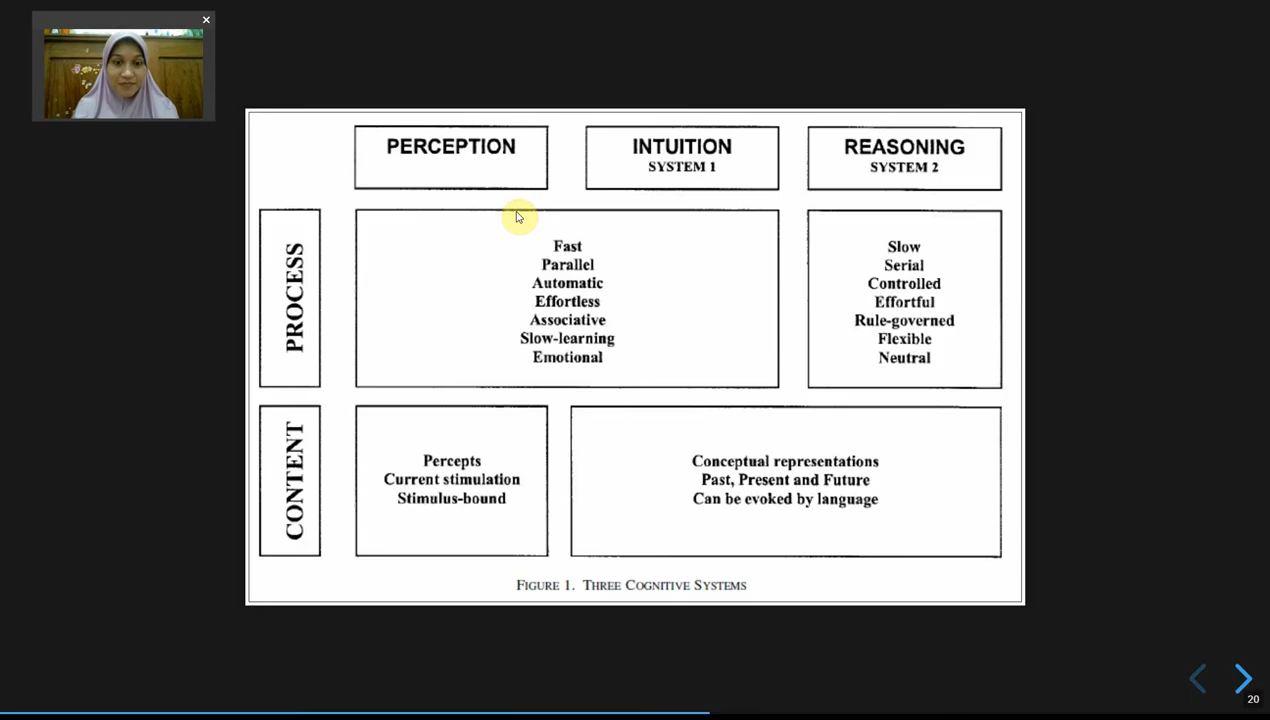 PERCEPTION
INTUITION
SYSTEM 1
REASONING
SYSTEM 2
PROCESS
Fast
Parallel
Automatic
Effortless
Associative
Slow-learning
Emotional
Slow
Serial
Controlled
Effortful
Rule-governed
Flexible
Neutral
CONTENT
Percepts
Current stimulation
Stimulus-bound
Conceptual representations
Past, Present and Future
Can be evoked by language
FIGURE 1. THREE COGNITIVE SYSTEMS
20